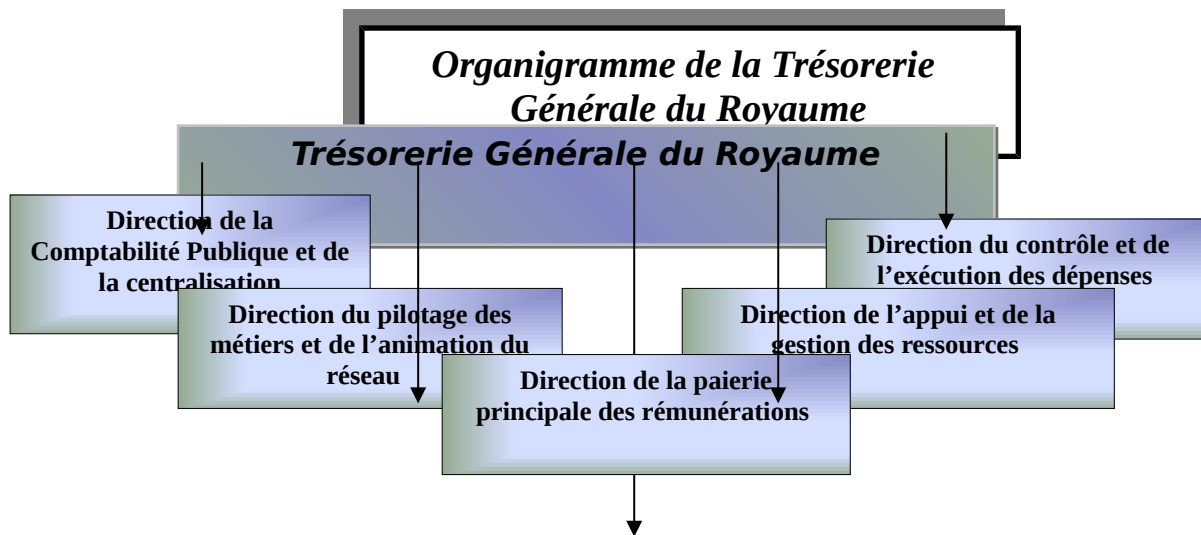 Organigramme de la Trésorerie
Générale du Royaume
Trésorerie Générale du Royaume
Direction de la
Comptabilité Publique et de
la centralisation
Direction du pilotage des
métiers et de l’animation du
réseau
Direction de la paierie
principale des rémunérations
Direction de l’appui et de la
gestion des ressources
Direction du contrôle et de
l’exécution des dépenses